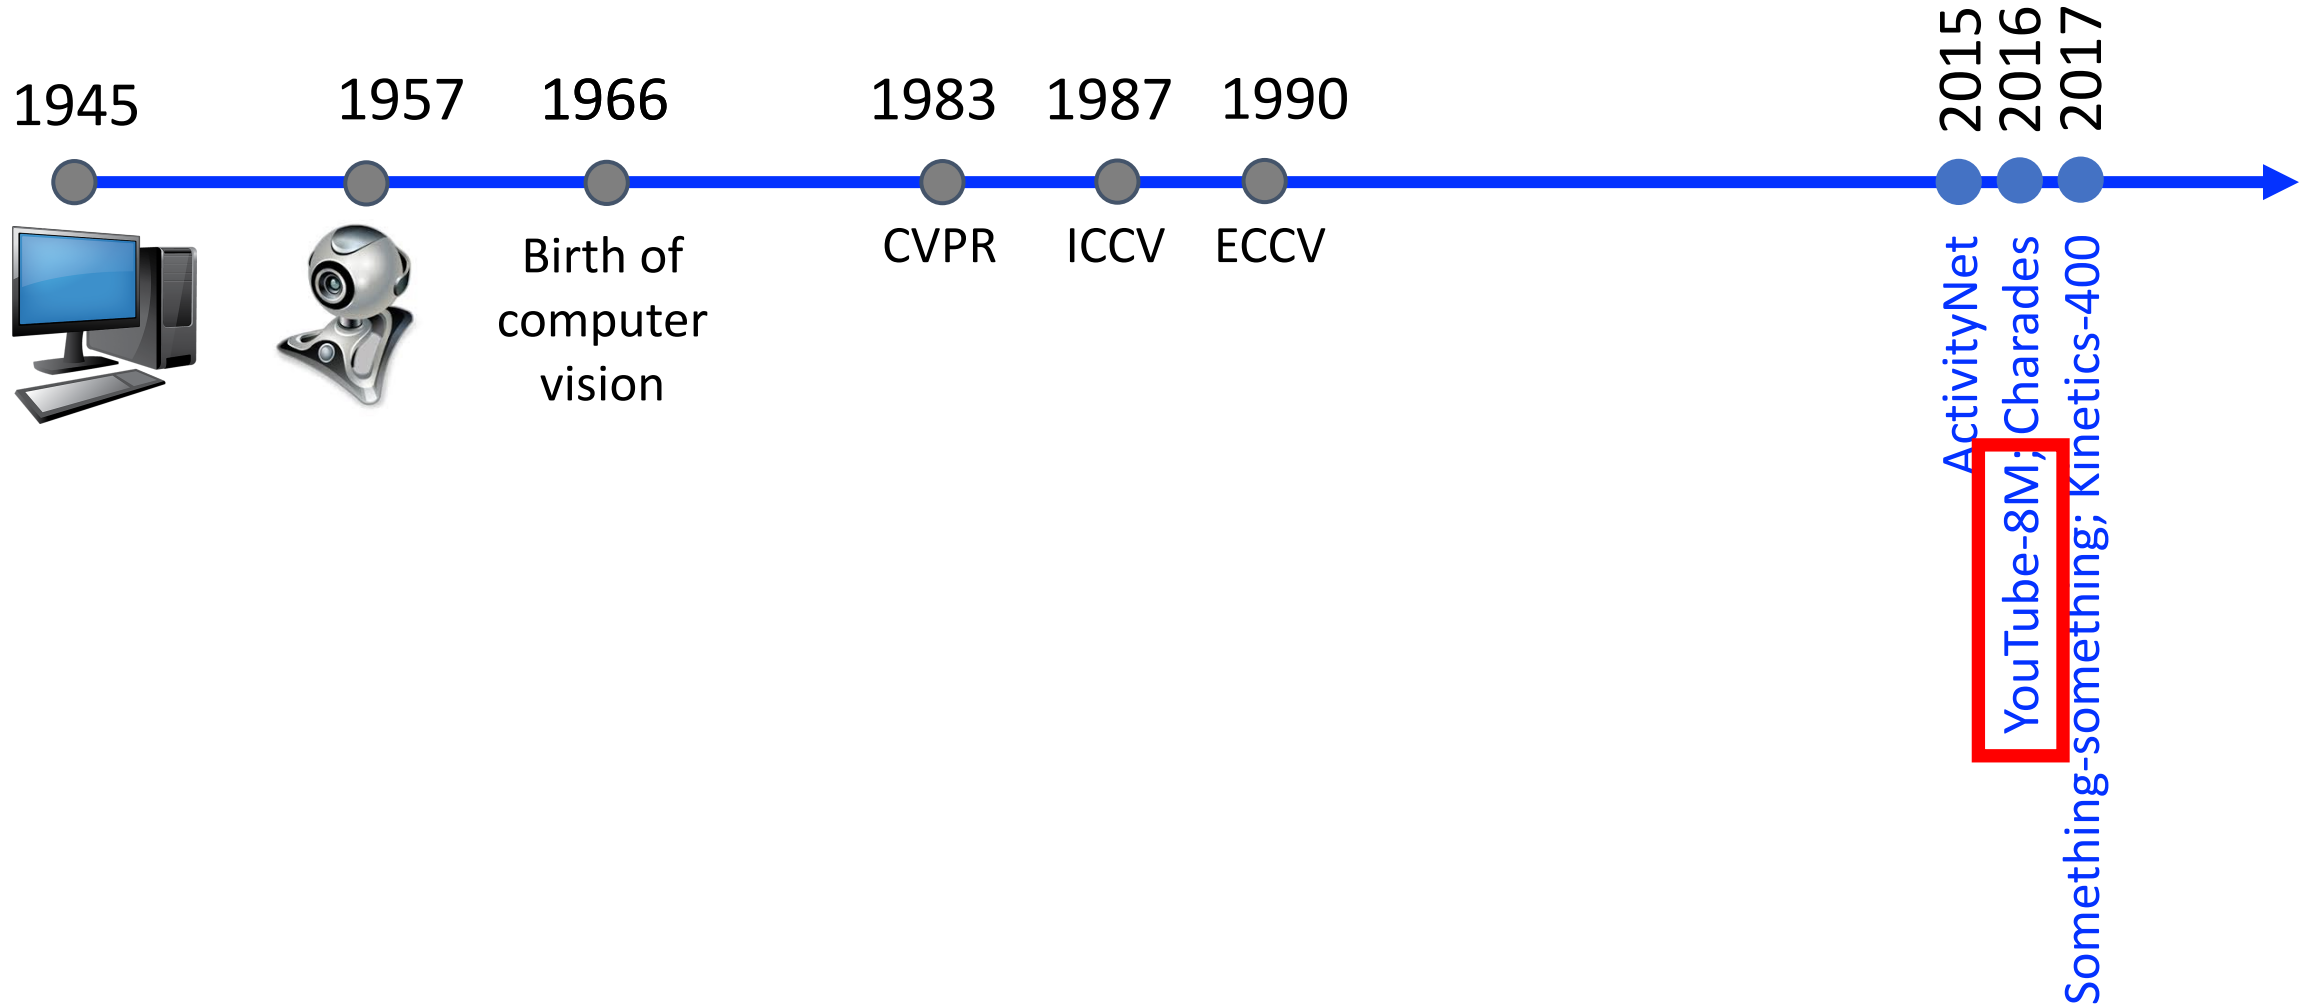 1945
1957
1966
1983
1987
1990
2015
2016
2017
Birth of
computer
vision
CVPR
ICCV
ECCV
ActivityNet
YouTube-8M; Charades
Something-something; Kinetics-400